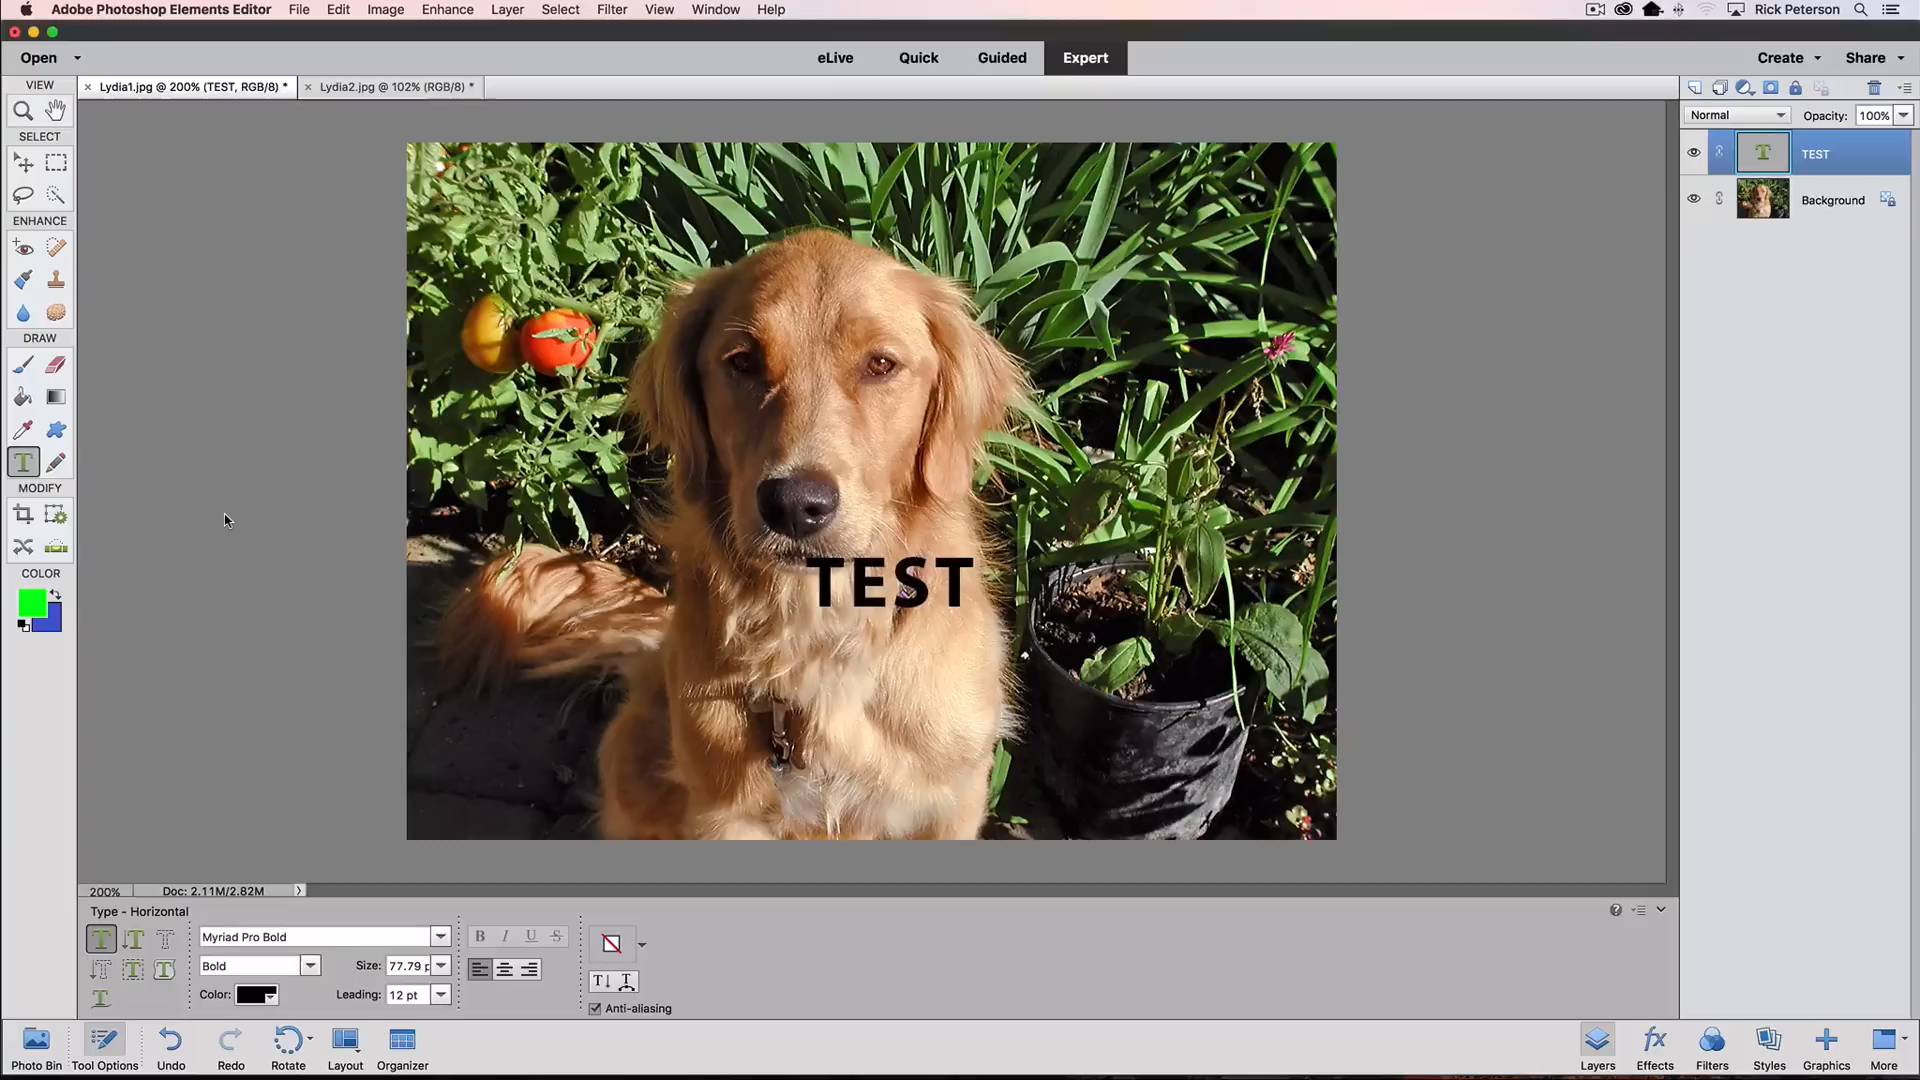 Adobe Photoshop Elements Editor File Edit Image Enhance Layer Select Filter View Window Help Rick Peterson
Open eLive Quick Guided Expert Create Share
VIEW
× Lydia1.jpg @ 200% (TEST, RGB/8) * × Lydia2.jpg @ 102% (RGB/8) *
Normal Opacity: 100%
SELECT
T TEST
Background
ENHANCE
DRAW
T
MODIFY
COLOR
TEST
200% Doc: 2.11M/2.82M
Type - Horizontal
Myriad Pro Bold B I U S
Bold Size: 77.79 p
Color: Leading: 12 pt
Anti-aliasing
Photo Bin Tool Options Undo Redo Rotate Layout Organizer Layers fx Effects Filters Styles Graphics More